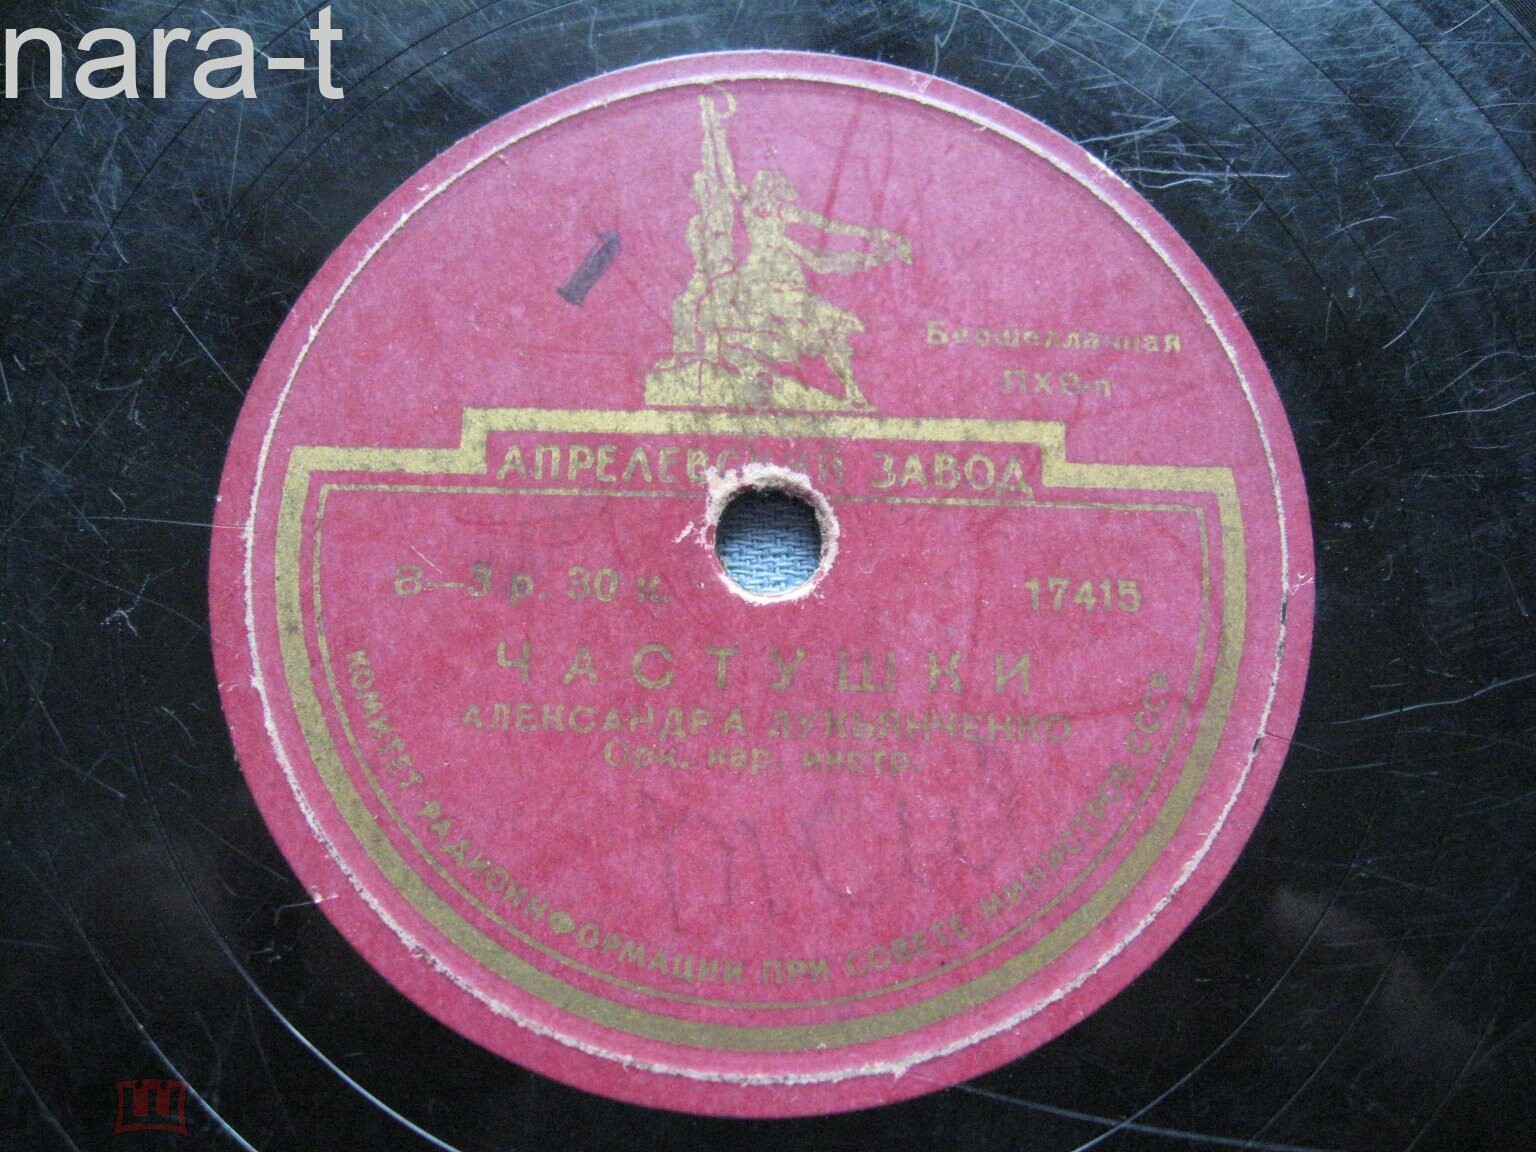 nara-t
Бесшеллачная
ПХВ-п
АПРЕЛЕВСКИЙ ЗАВОД
В—3 р. 30 к.
17415
ЧАСТУШКИ
АЛЕКСАНДРА ЛУКЬЯНЧЕНКО
Орк. нар. инстр.
КОМИТЕТ РАДИОИНФОРМАЦИИ ПРИ СОВЕТЕ МИНИСТРОВ СССР